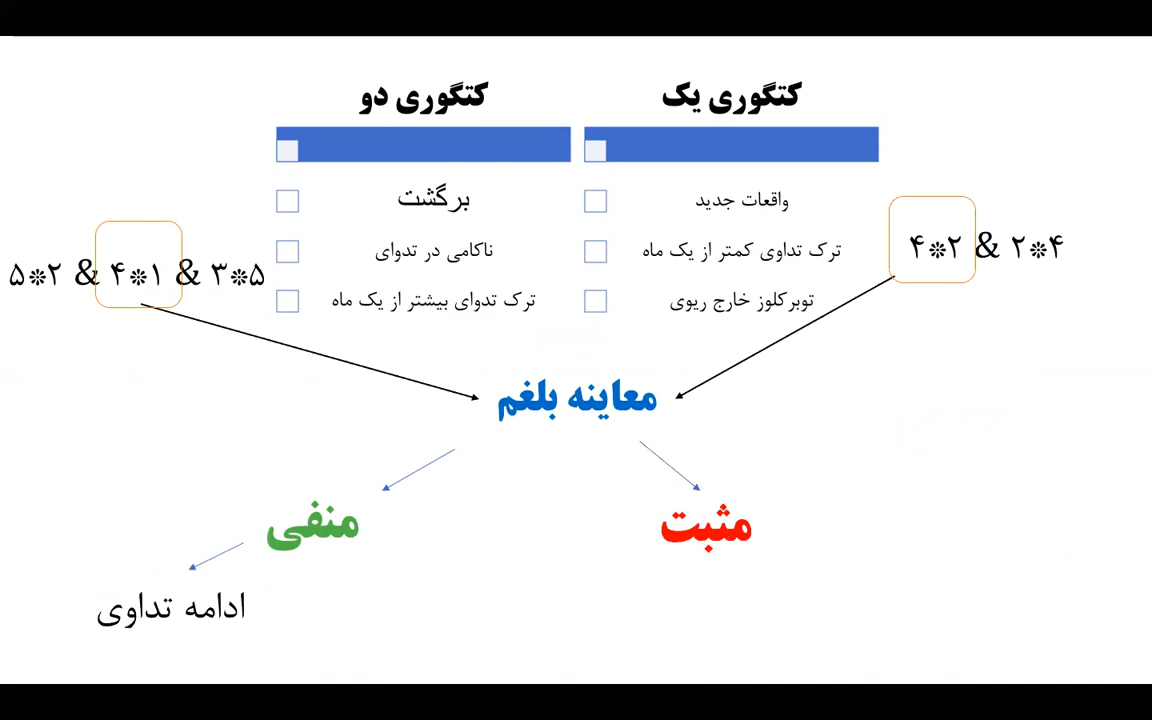 کتگوری یک
واقعات جدید
ترک تداوی کمتر از یک ماه
توبرکلوز خارج ریوی
۴*۲ & ۲*۴
کتگوری دو
برگشت
ناکامی در تدوای
ترک تدوای بیشتر از یک ماه
۵*۲ & ۴*۱ & ۳*۵
معاینه بلغم
مثبت
منفی
ادامه تداوی